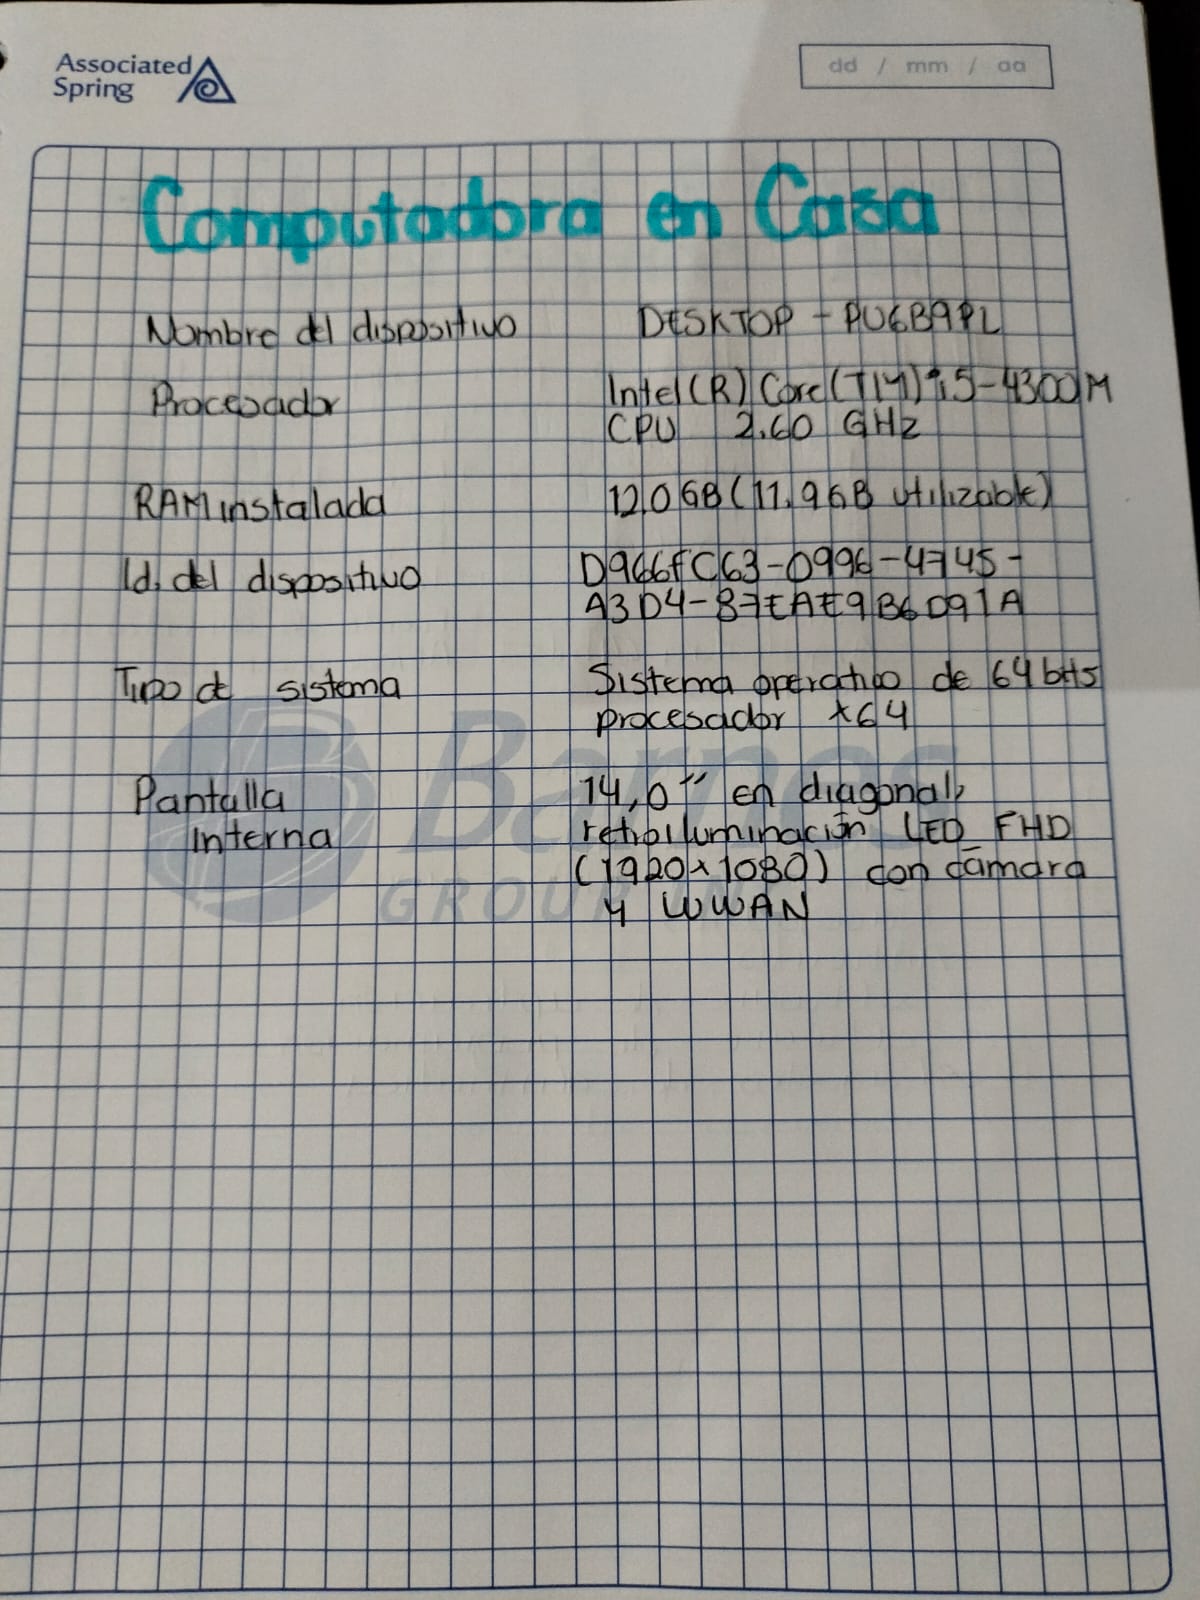 Associated
Spring
dd / mm / aa
Computadora en Casa
Nombre del dispositivo DESKTOP - PU6B9PL
Procesador Intel(R) Core(TM) i5-4300M
CPU 2.60 GHz
RAM instalada 12.0 GB (11.9 GB utilizable)
Id. del dispositivo D966FC63-0996-4745-
A3D4-87EAE9B6D91A
Tipo de sistema Sistema operativo de 64 bits
procesador x64
Pantalla 14,0" en diagonal,
Interna retroiluminación LED FHD
(1920x1080) con cámara
y WWAN
Barnes
GROUP INC